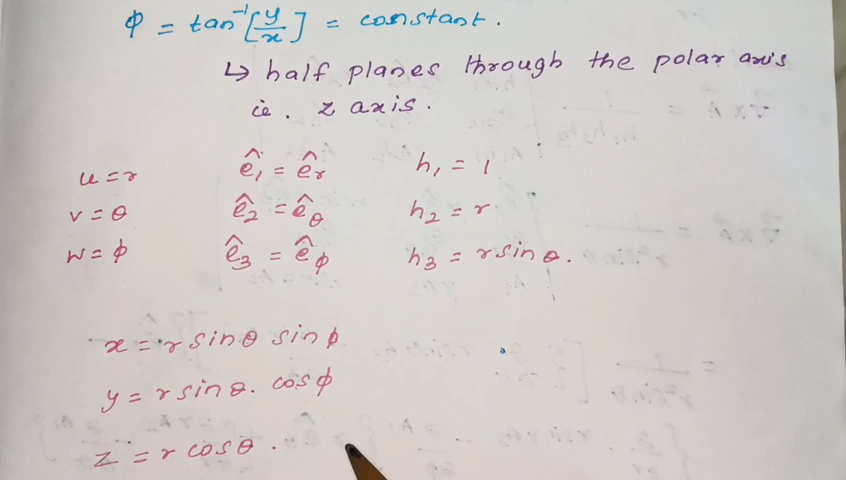 ϕ = tan⁻¹[y/x] = constant.
↳ half planes through the polar axis
ie. z axis.
u = r ê₁ = êᵣ h₁ = 1
v = θ ê₂ = ê_θ h₂ = r
w = ϕ ê₃ = ê_ϕ h₃ = r sin θ.
x = r sin θ sin ϕ
y = r sin θ. cos ϕ
z = r cos θ.